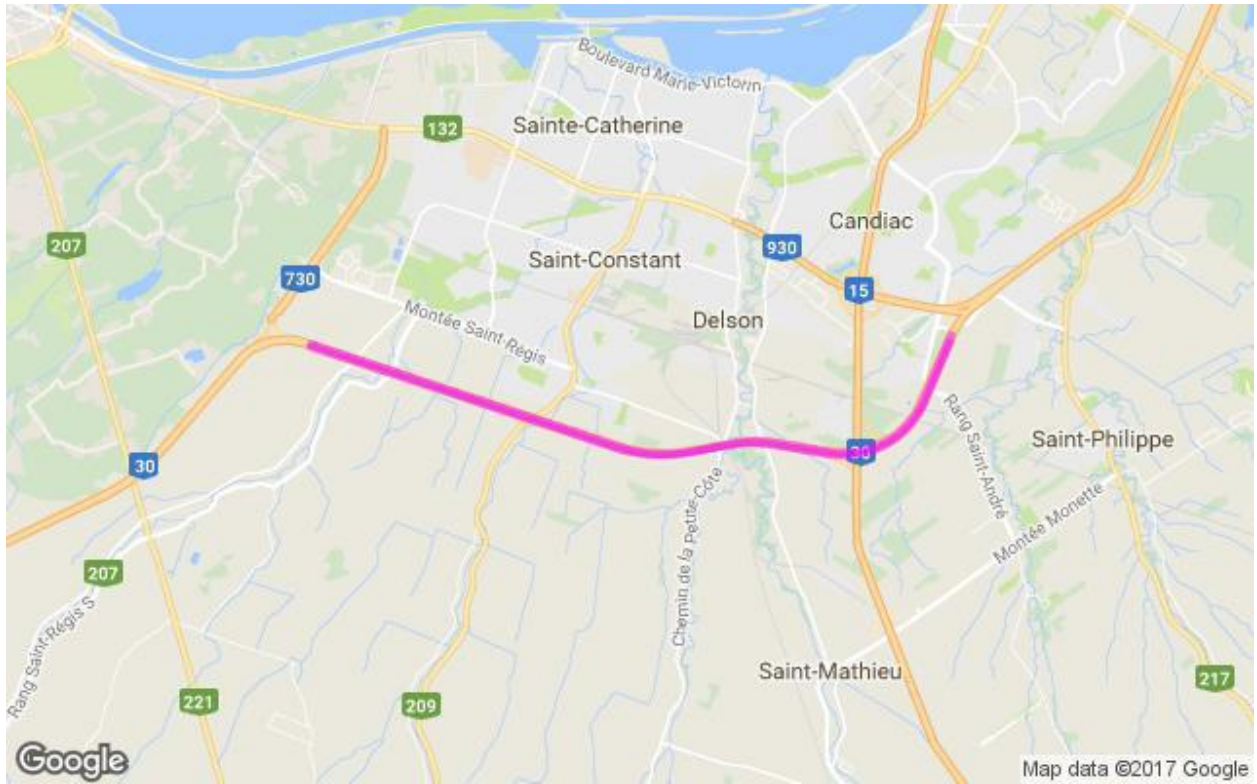 Boulevard Marie-Victorin
132
Sainte-Catherine
207
Candiac
930
Saint-Constant
730
15
Montée Saint-Régis
Delson
Rang Saint-André
Saint-Philippe
30
30
Chemin de la Petite-Côte
Montée Monette
207
Rang Saint-Régis S
Saint-Mathieu
217
221
209
Google
Map data ©2017 Google